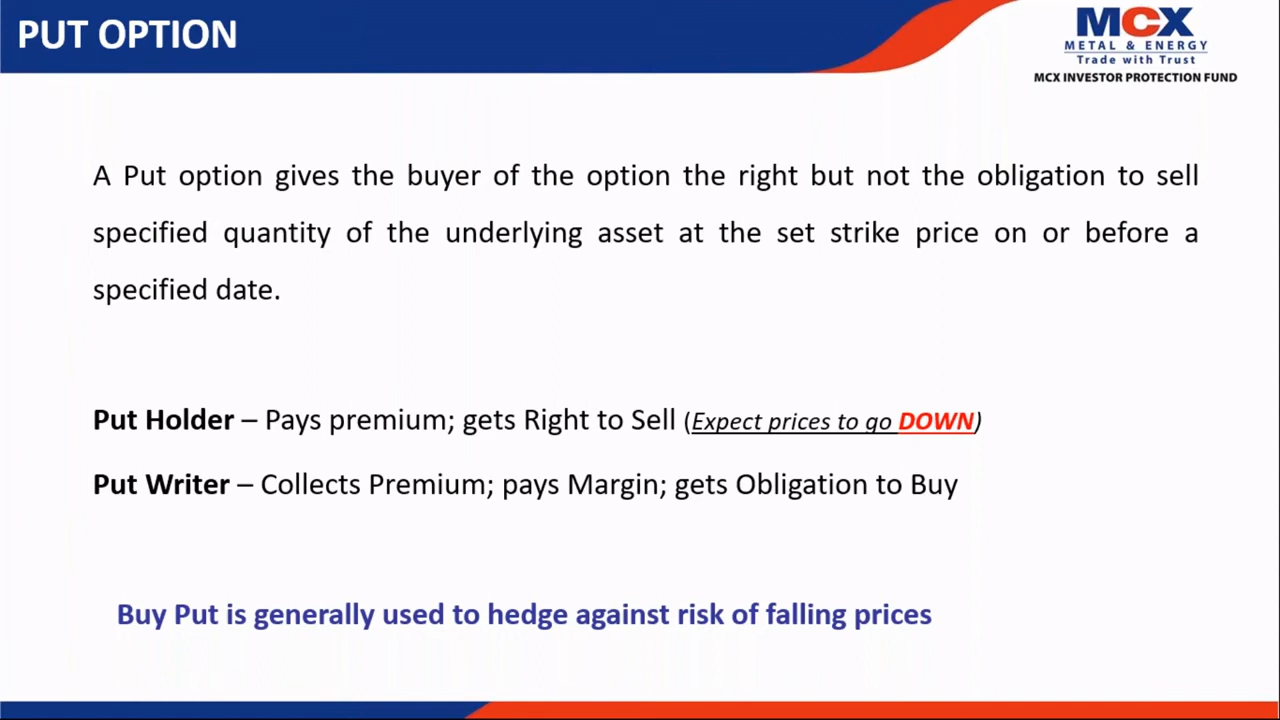 PUT OPTION
MCX
METAL & ENERGY
Trade with Trust
MCX INVESTOR PROTECTION FUND
A Put option gives the buyer of the option the right but not the obligation to sell
specified quantity of the underlying asset at the set strike price on or before a
specified date.
Put Holder – Pays premium; gets Right to Sell (Expect prices to go DOWN)
Put Writer – Collects Premium; pays Margin; gets Obligation to Buy
Buy Put is generally used to hedge against risk of falling prices